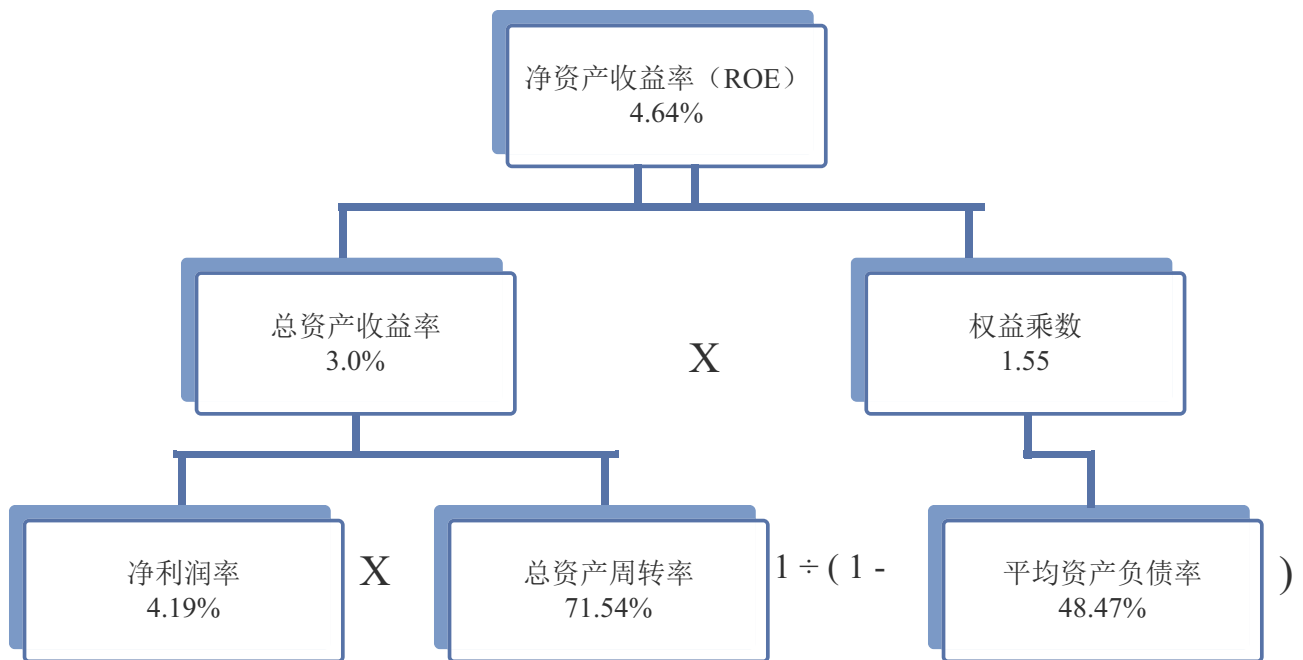 净资产收益率（ROE）
4.64%
总资产收益率
3.0%
X
权益乘数
1.55
净利润率
4.19%
X
总资产周转率
71.54%
1 ÷ ( 1 -
平均资产负债率
48.47%
)